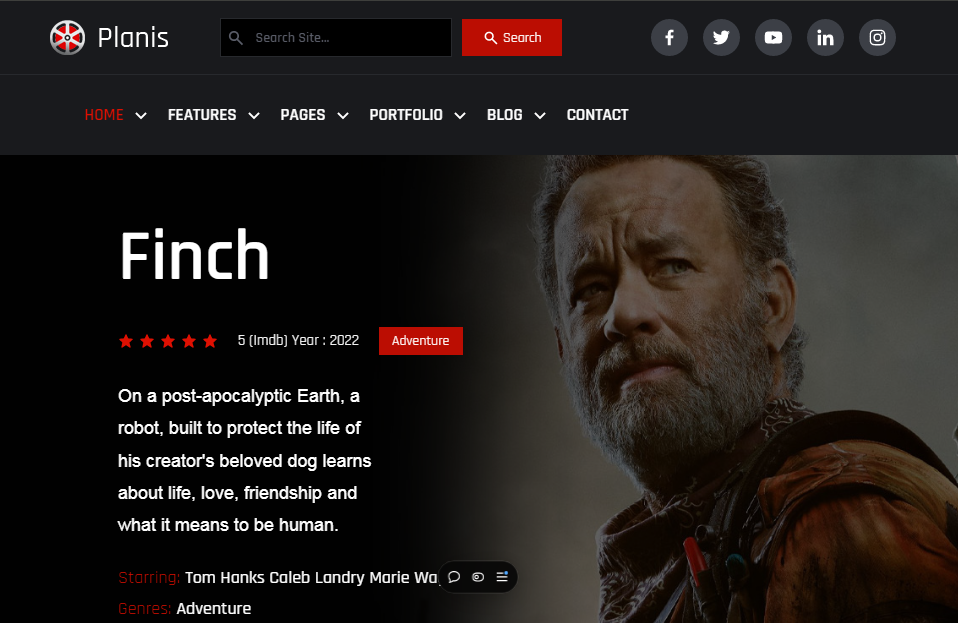 Planis
Search Site...
Search
HOME FEATURES PAGES PORTFOLIO BLOG CONTACT
Finch
5 (Imdb) Year : 2022 Adventure
On a post-apocalyptic Earth, a
robot, built to protect the life of
his creator's beloved dog learns
about life, love, friendship and
what it means to be human.
Starring: Tom Hanks Caleb Landry Marie
Genres: Adventure